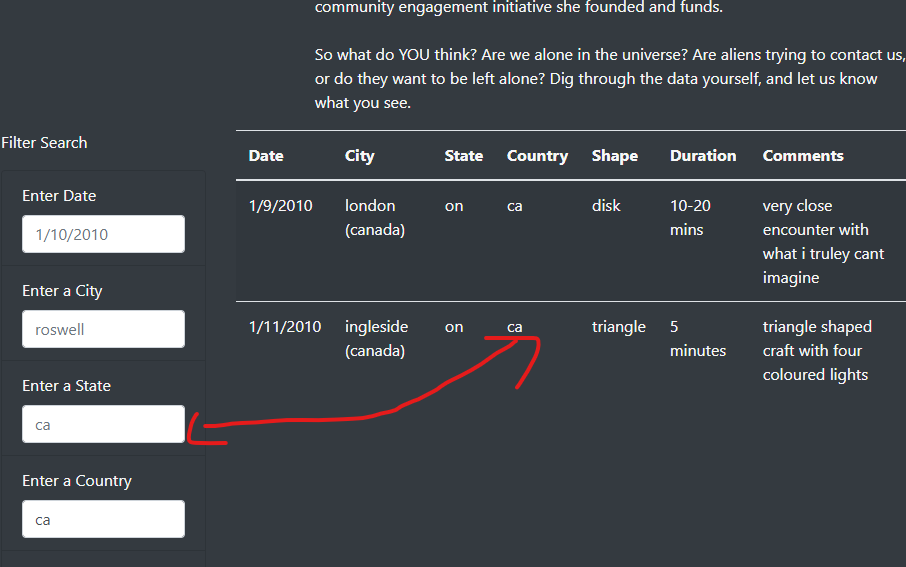 community engagement initiative she founded and funds.
So what do YOU think? Are we alone in the universe? Are aliens trying to contact us,
or do they want to be left alone? Dig through the data yourself, and let us know
what you see.
Filter Search
Enter Date
1/10/2010
Enter a City
roswell
Enter a State
ca
Enter a Country
ca
Date City State Country Shape Duration Comments
1/9/2010 london on ca disk 10-20 very close
(canada) mins encounter with
what i truley cant
imagine
1/11/2010 ingleside on ca triangle 5 triangle shaped
(canada) minutes craft with four
coloured lights